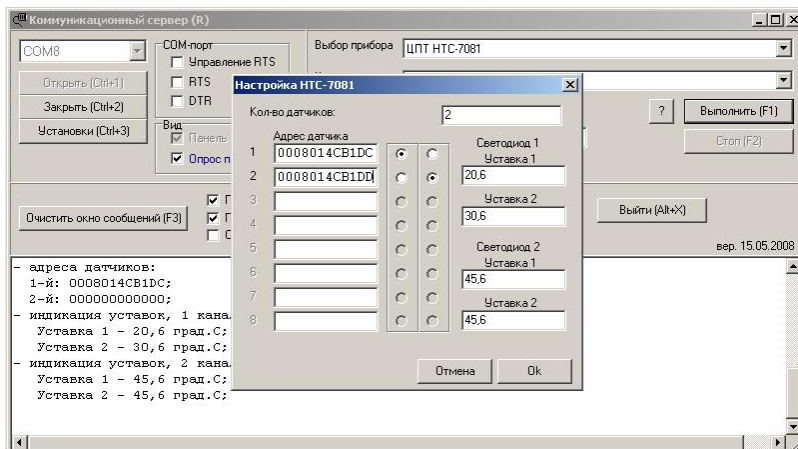 Коммуникационный сервер (R)
COM8
COM-порт
Управление RTS
RTS
DTR
Выбор прибора
ЦПТ НТС-7081
Открыть (Ctrl+1)
Закрыть (Ctrl+2)
Установки (Ctrl+3)
Вид
Панель
Опрос п
?
Выполнить (F1)
Стоп (F2)
Настройка НТС-7081
Кол-во датчиков:
2
Адрес датчика
1 0008014CB1DC
2 0008014CB1DD
3
4
5
6
7
8
Светодиод 1
Уставка 1
20,6
Уставка 2
30,6
Светодиод 2
Уставка 1
45,6
Уставка 2
45,6
Отмена
Ok
Очистить окно сообщений (F3)
Выйти (Alt+X)
вер. 15.05.2008
- адреса датчиков:
1-й: 0008014CB1DC;
2-й: 000000000000;
- индикация уставок, 1 кана
Уставка 1 - 20,6 град.С;
Уставка 2 - 30,6 град.С;
- индикация уставок, 2 кана
Уставка 1 - 45,6 град.С;
Уставка 2 - 45,6 град.С;